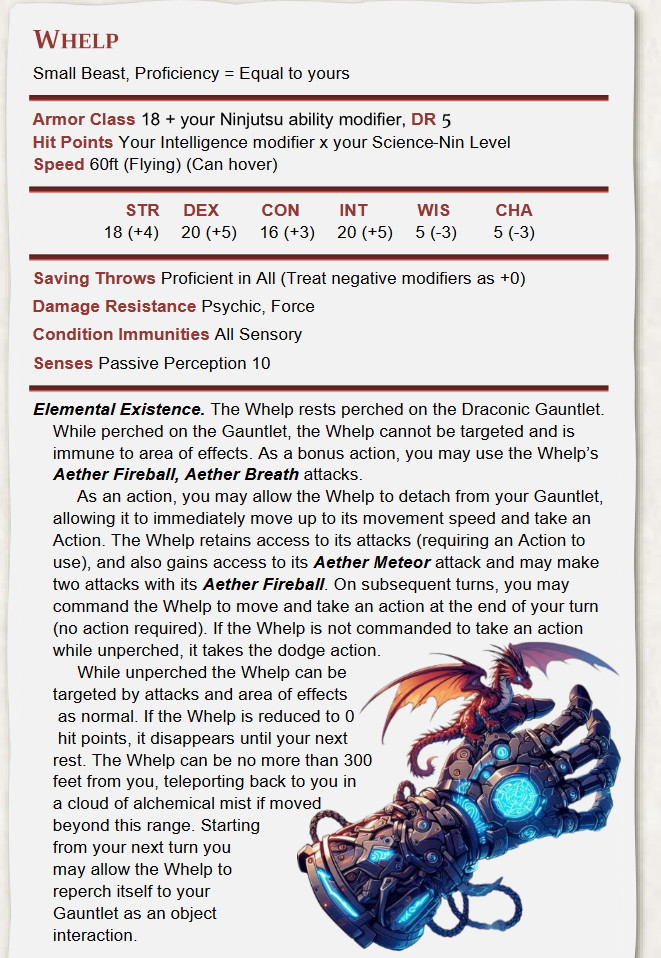 Whelp
Small Beast, Proficiency = Equal to yours
Armor Class 18 + your Ninjutsu ability modifier, DR 5
Hit Points Your Intelligence modifier x your Science-Nin Level
Speed 60ft (Flying) (Can hover)
STR DEX CON INT WIS CHA
18 (+4) 20 (+5) 16 (+3) 20 (+5) 5 (-3) 5 (-3)
Saving Throws Proficient in All (Treat negative modifiers as +0)
Damage Resistance Psychic, Force
Condition Immunities All Sensory
Senses Passive Perception 10
Elemental Existence. The Whelp rests perched on the Draconic Gauntlet.
While perched on the Gauntlet, the Whelp cannot be targeted and is
immune to area of effects. As a bonus action, you may use the Whelp's
Aether Fireball, Aether Breath attacks.
As an action, you may allow the Whelp to detach from your Gauntlet,
allowing it to immediately move up to its movement speed and take an
Action. The Whelp retains access to its attacks (requiring an Action to
use), and also gains access to its Aether Meteor attack and may make
two attacks with its Aether Fireball. On subsequent turns, you may
command the Whelp to move and take an action at the end of your turn
(no action required). If the Whelp is not commanded to take an action
while unperched, it takes the dodge action.
While unperched the Whelp can be
targeted by attacks and area of effects
as normal. If the Whelp is reduced to 0
hit points, it disappears until your next
rest. The Whelp can be no more than 300
feet from you, teleporting back to you in
a cloud of alchemical mist if moved
beyond this range. Starting
from your next turn you
may allow the Whelp to
reperch itself to your
Gauntlet as an object
interaction.